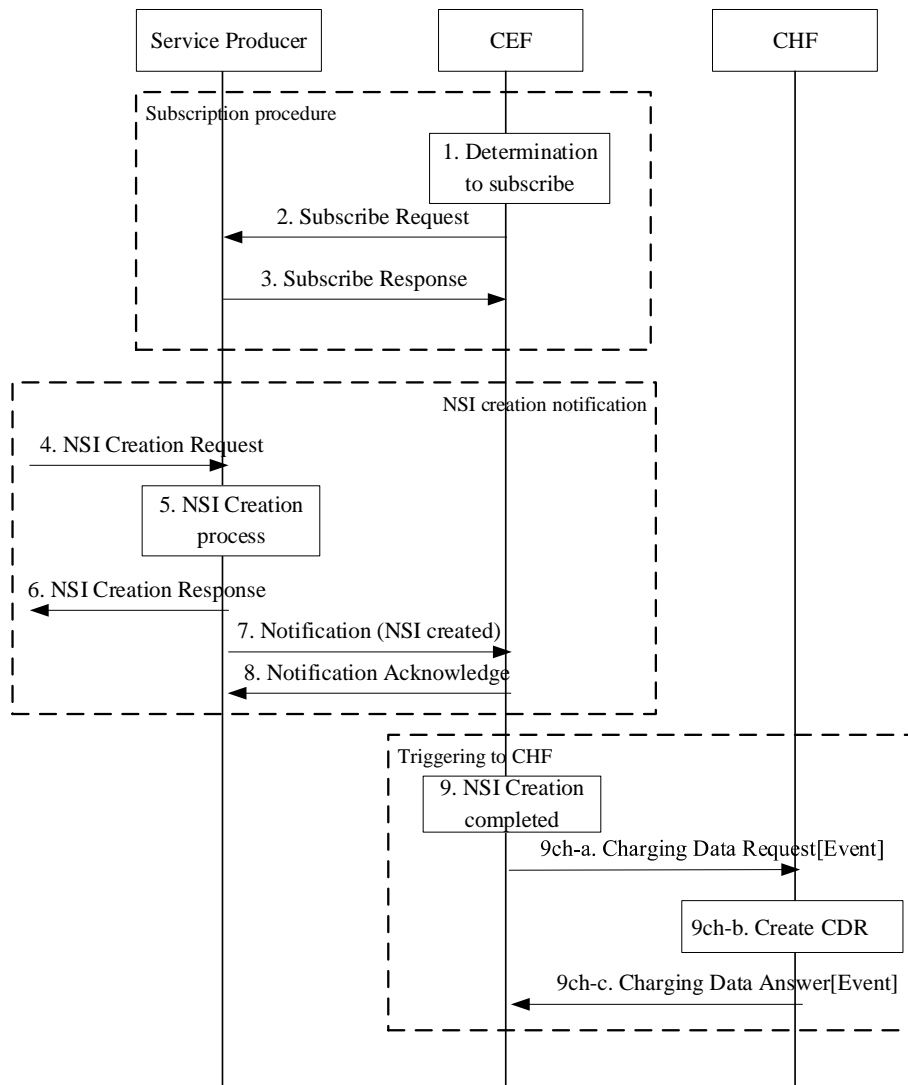 Service Producer
CEF
CHF
Subscription procedure
1. Determination
to subscribe
2. Subscribe Request
3. Subscribe Response
NSI creation notification
4. NSI Creation Request
5. NSI Creation
process
6. NSI Creation Response
7. Notification (NSI created)
8. Notification Acknowledge
Triggering to CHF
9. NSI Creation
completed
9ch-a. Charging Data Request[Event]
9ch-b. Create CDR
9ch-c. Charging Data Answer[Event]